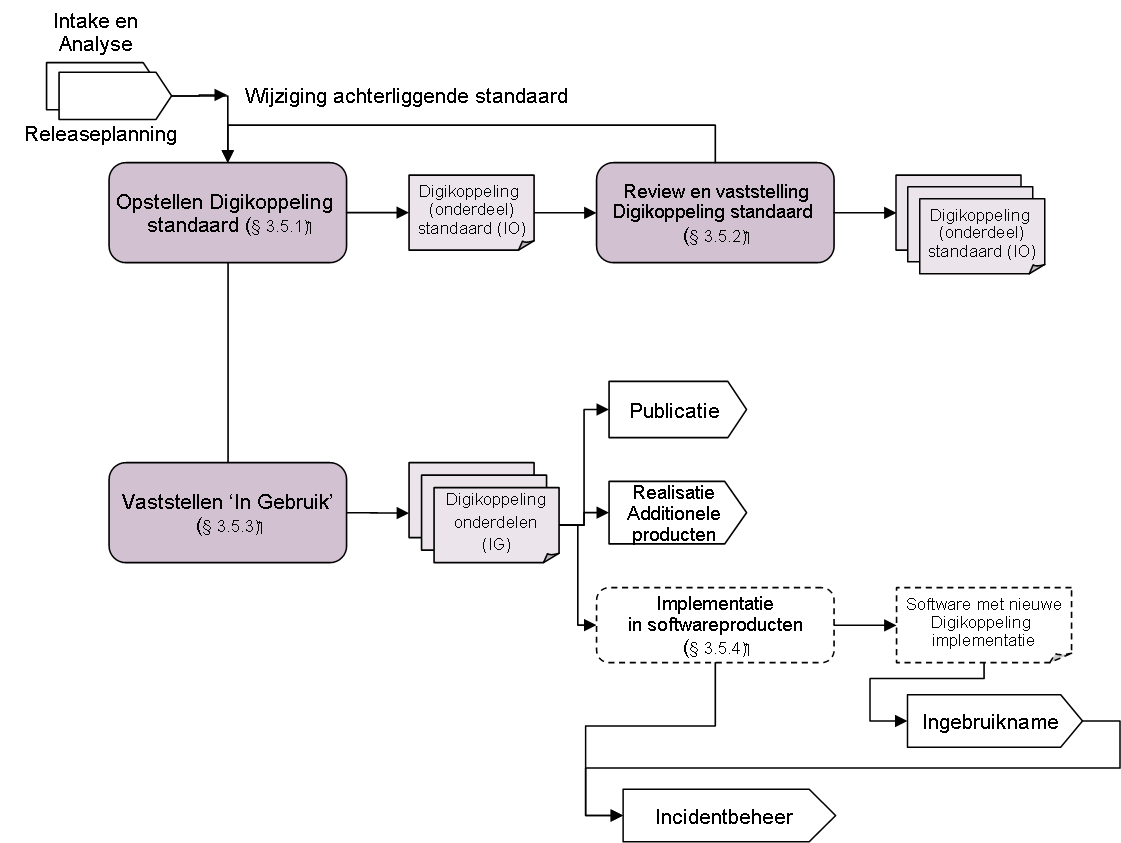 Intake en
Analyse
Releaseplanning
Wijziging achterliggende standaard
Opstellen Digikoppeling
standaard (§ 3.5.1)¶
Digikoppeling
(onderdeel)
standaard (IO)
Review en vaststelling
Digikoppeling standaard
(§ 3.5.2)¶
Digikoppeling
(onderdeel)
standaard (IO)
Publicatie
Vaststellen ‘In Gebruik’
(§ 3.5.3)¶
Digikoppeling
onderdelen
(IG)
Realisatie
Additionele
producten
Implementatie
in softwareproducten
(§ 3.5.4)¶
Software met nieuwe
Digikoppeling
implementatie
Ingebruikname
Incidentbeheer